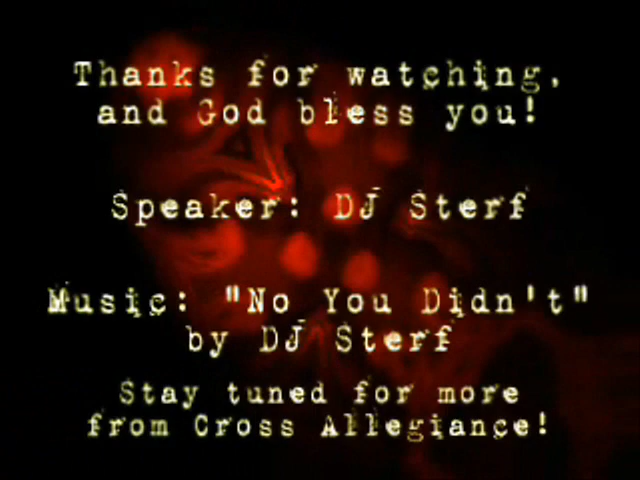 Thanks for watching,
and God bless you!
Speaker: DJ Sterf
Music: "No You Didn't"
by DJ Sterf
Stay tuned for more
from Cross Allegiance!